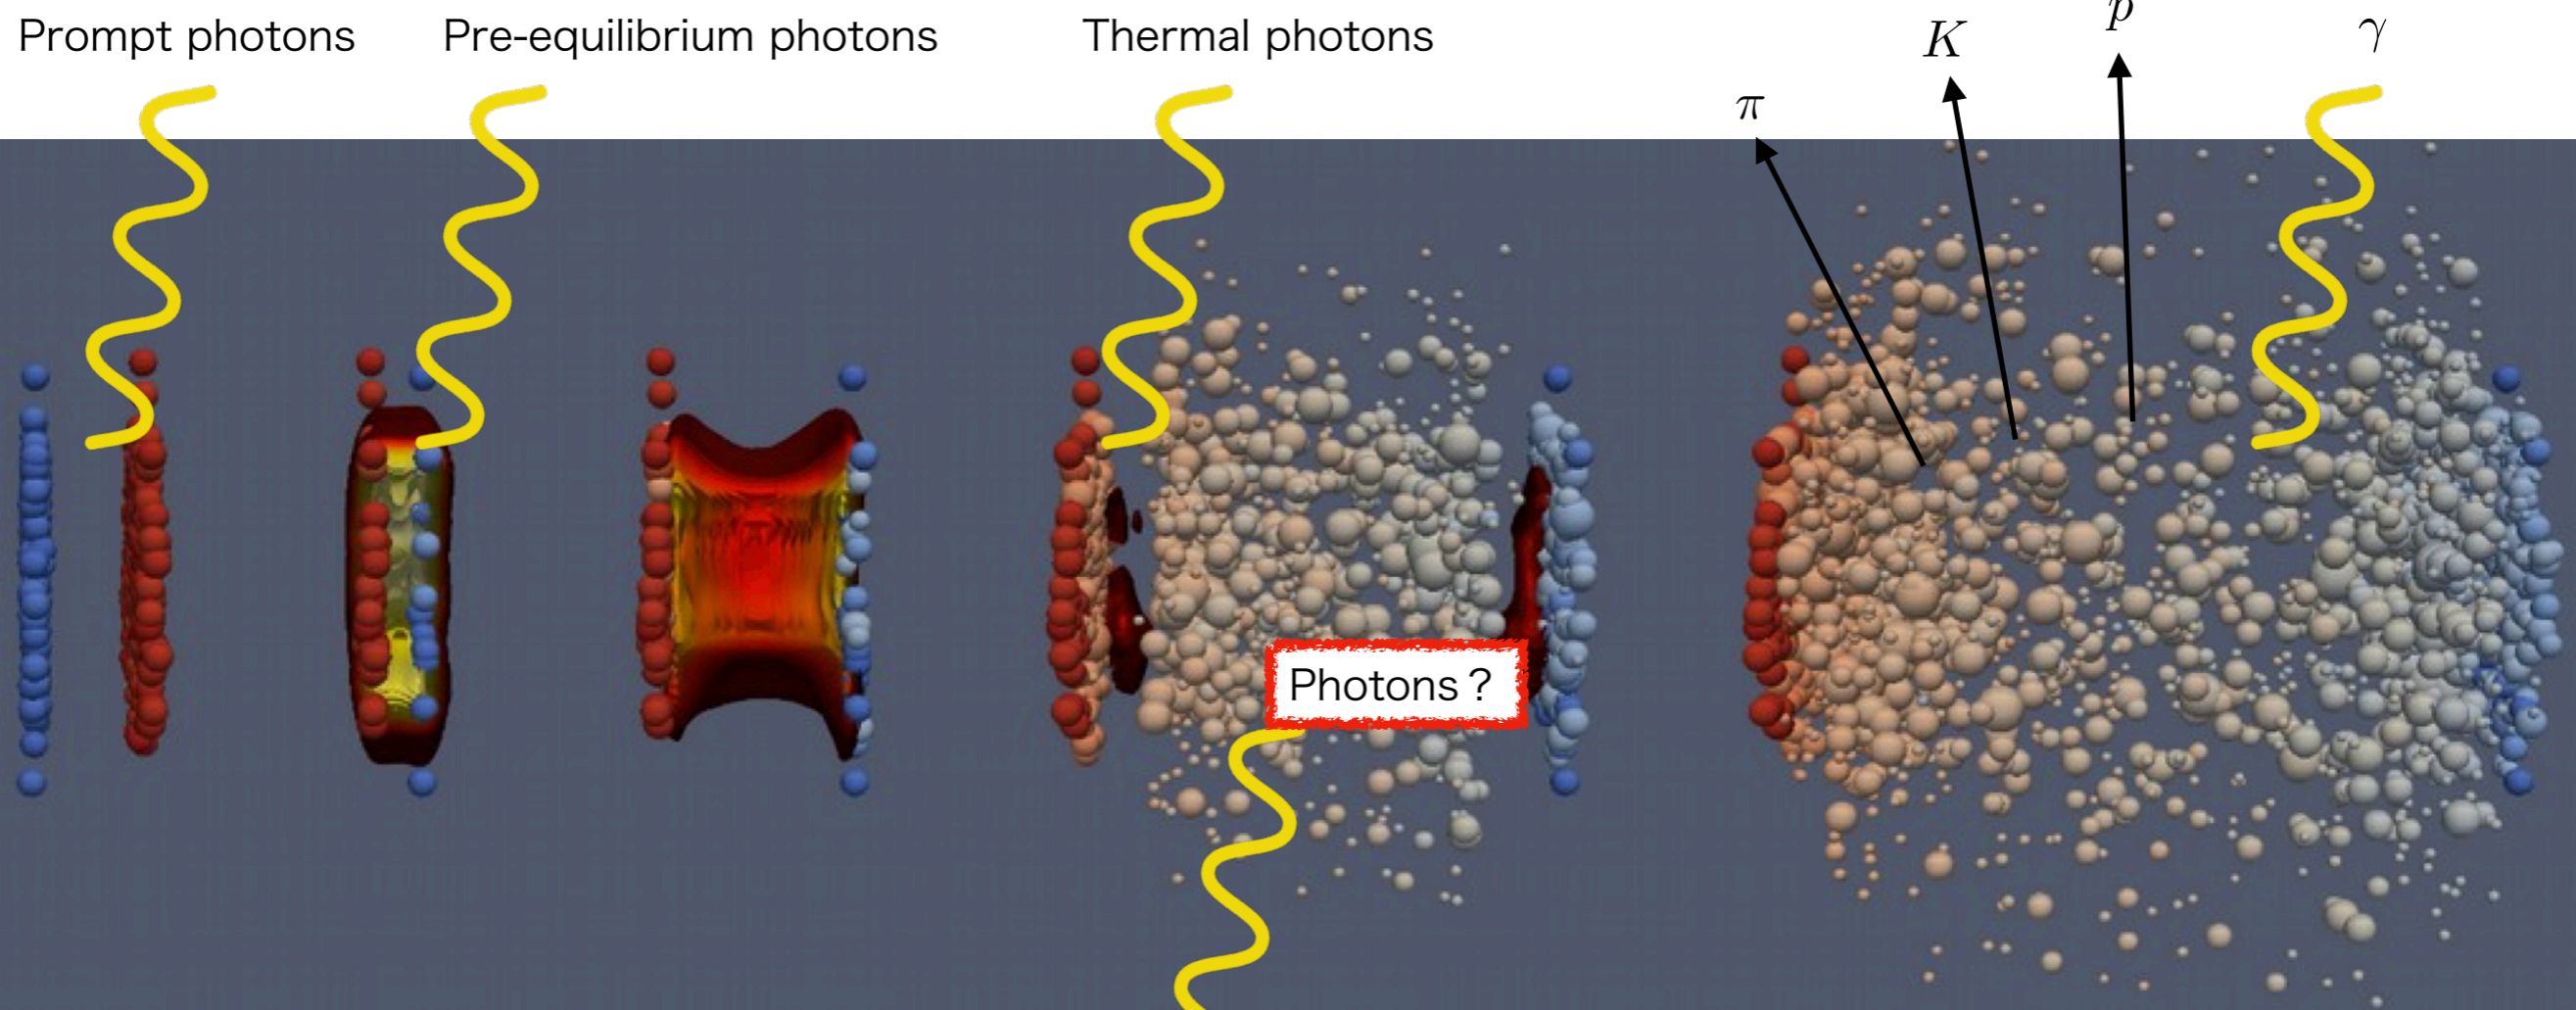 Prompt photons
Pre-equilibrium photons
Thermal photons
π
K
p
γ
Photons ?